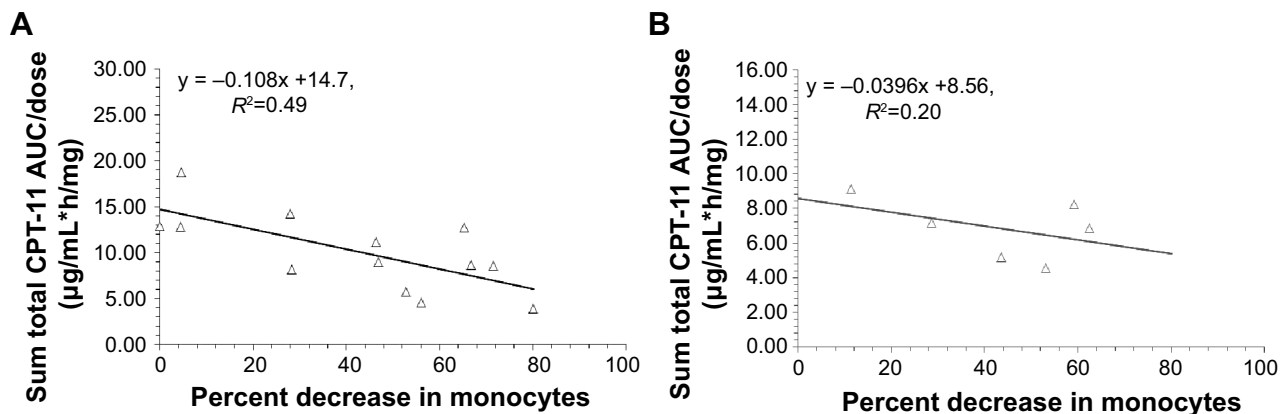 A
Sum total CPT-11 AUC/dose
(µg/mL*h/mg)
30.00
25.00
20.00
15.00
10.00
5.00
0.00
y = –0.108x +14.7,
R²=0.49
0 20 40 60 80 100
Percent decrease in monocytes
B
Sum total CPT-11 AUC/dose
(µg/mL*h/mg)
16.00
14.00
12.00
10.00
8.00
6.00
4.00
2.00
0.00
y = –0.0396x +8.56,
R²=0.20
0 20 40 60 80 100
Percent decrease in monocytes